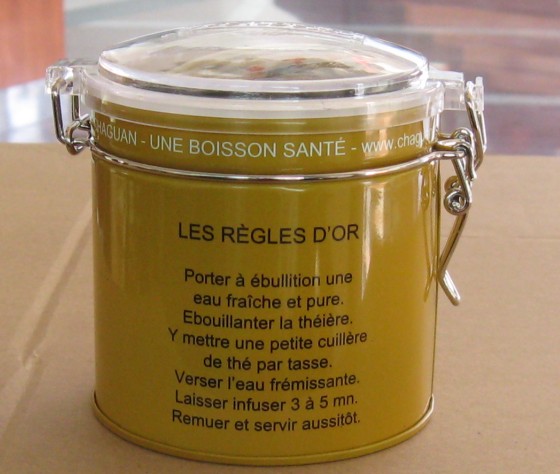 CHAGUAN - UNE BOISSON SANTÉ - www.chag
LES RÈGLES D'OR
Porter à ébullition une
eau fraîche et pure.
Ebouillanter la théière.
Y mettre une petite cuillère
de thé par tasse.
Verser l'eau frémissante.
Laisser infuser 3 à 5 mn.
Remuer et servir aussitôt.